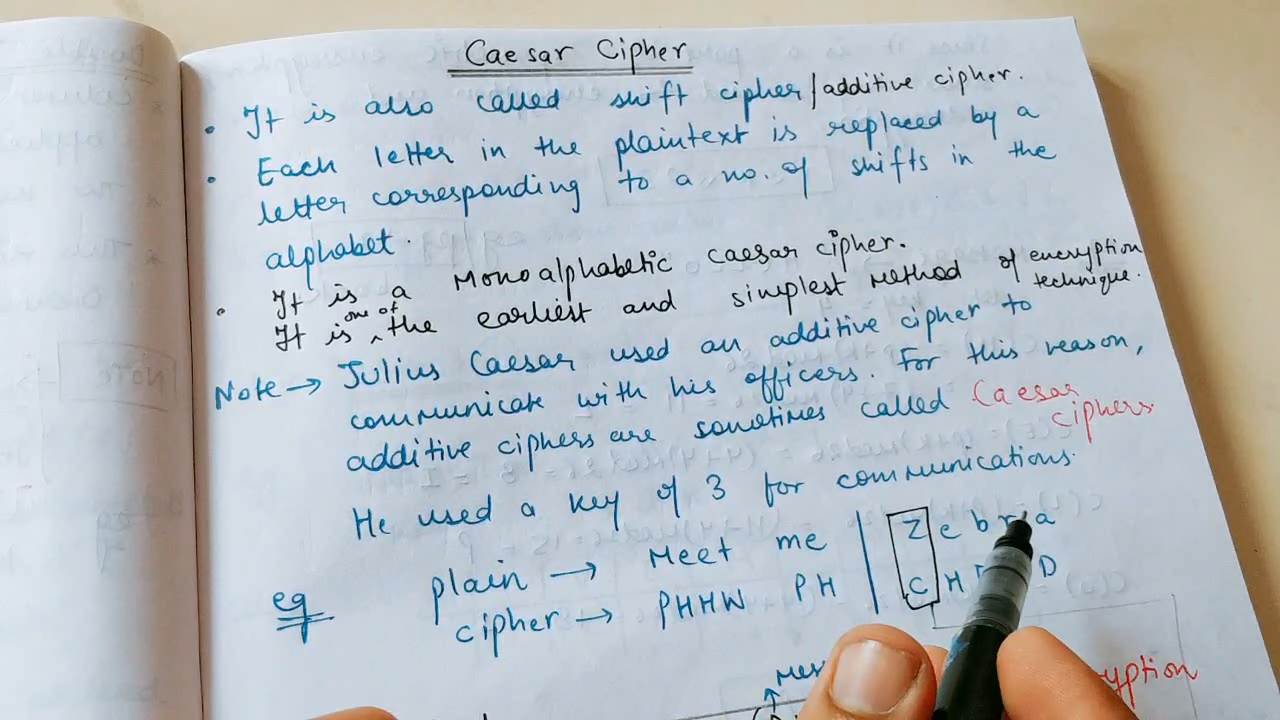 Caesar Cipher
• It is also called shift cipher/additive cipher.
• Each letter in the plaintext is replaced by a
letter corresponding to a no. of shifts in the
alphabet.
• It is a Monoalphabetic caesar cipher.
It is one of the earliest and simplest method of encryption technique.
Note → Julius Caesar used an additive cipher to
communicate with his officers. For this reason,
additive ciphers are sometimes called Caesar ciphers.
He used a key of 3 for communications.
eg plain → Meet me | Zebra
cipher → PHHW PH | C H D